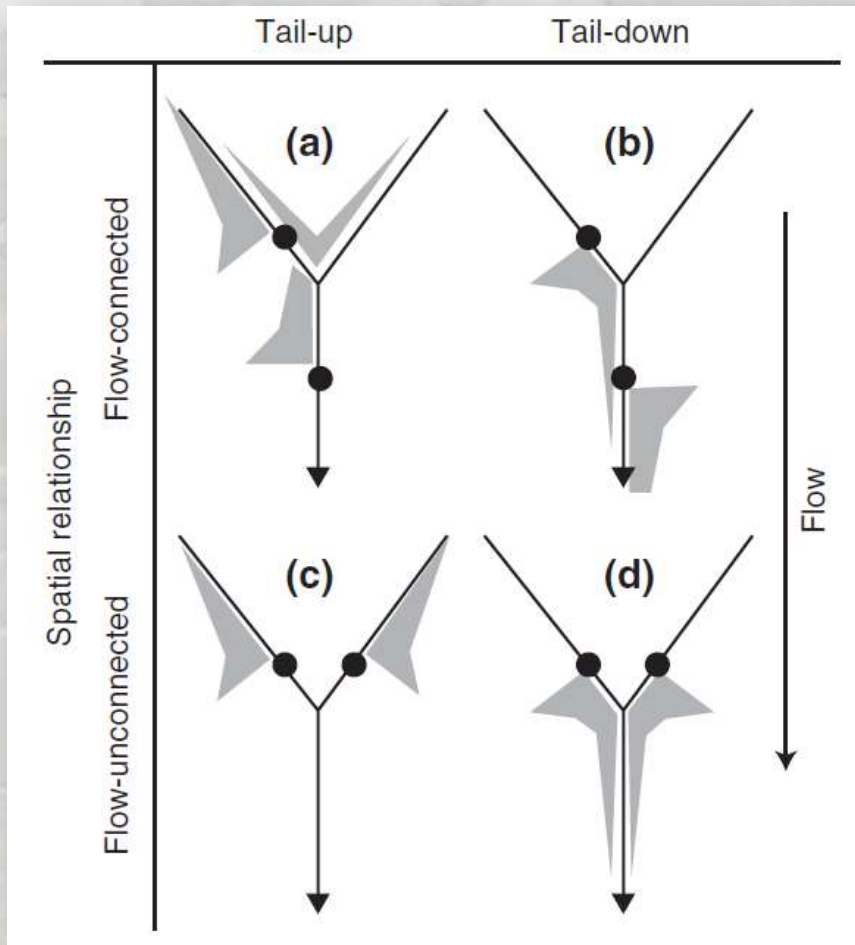 Tail-up
Tail-down
Spatial relationship
Flow-connected
(a)
(b)
Flow
Flow-unconnected
(c)
(d)